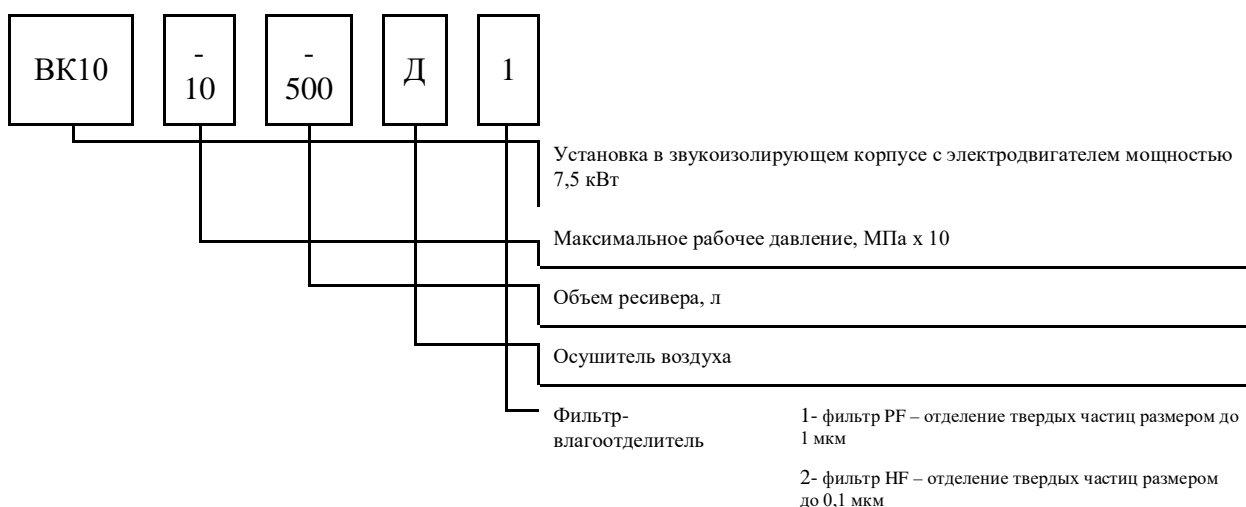 ВК10
-
10
-
500
Д
1
Установка в звукоизолирующем корпусе с электродвигателем мощностью
7,5 кВт
Максимальное рабочее давление, МПа х 10
Объем ресивера, л
Осушитель воздуха
Фильтр-
влагоотделитель
1- фильтр PF – отделение твердых частиц размером до
1 мкм
2- фильтр HF – отделение твердых частиц размером
до 0,1 мкм